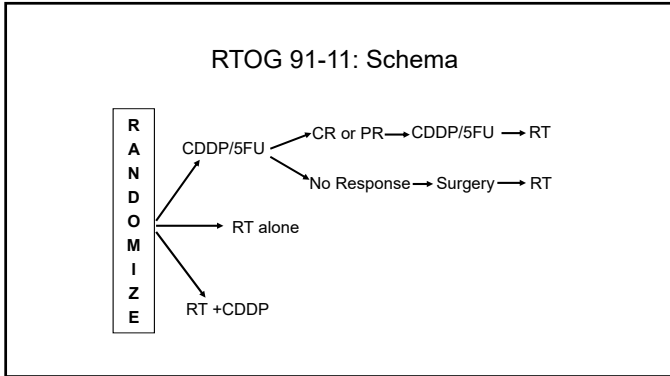 RTOG 91-11: Schema
R
A
N
D
O
M
I
Z
E
CDDP/5FU
CR or PR
CDDP/5FU
RT
No Response
Surgery
RT
RT alone
RT +CDDP